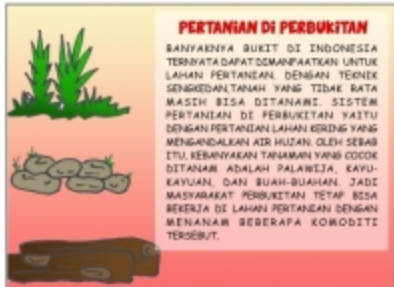 PERTANIAN DI PERBUKITAN
BANYAKNYA BUKIT DI INDONESIA
TERNYATA DAPAT DIMANFAATKAN UNTUK
LAHAN PERTANIAN. DENGAN TEKNIK
SENGKEDAN,TANAH YANG TIDAK RATA
MASIH BISA DITANAMI. SISTEM
PERTANIAN DI PERBUKITAN YAITU
DENGAN PERTANIAN LAHAN KERING YANG
MENGANDALKAN AIR HUJAN. OLEH SEBAB
ITU, KEBANYAKAN TANAMAN YANG COCOK
DITANAM ADALAH PALAWIJA, KAYU-
KAYUAN, DAN BUAH-BUAHAN. JADI
MASYARAKAT PERBUKITAN TETAP BISA
BEKERJA DI LAHAN PERTANIAN DENGAN
MENANAM BEBERAPA KOMODITI
TERSEBUT.